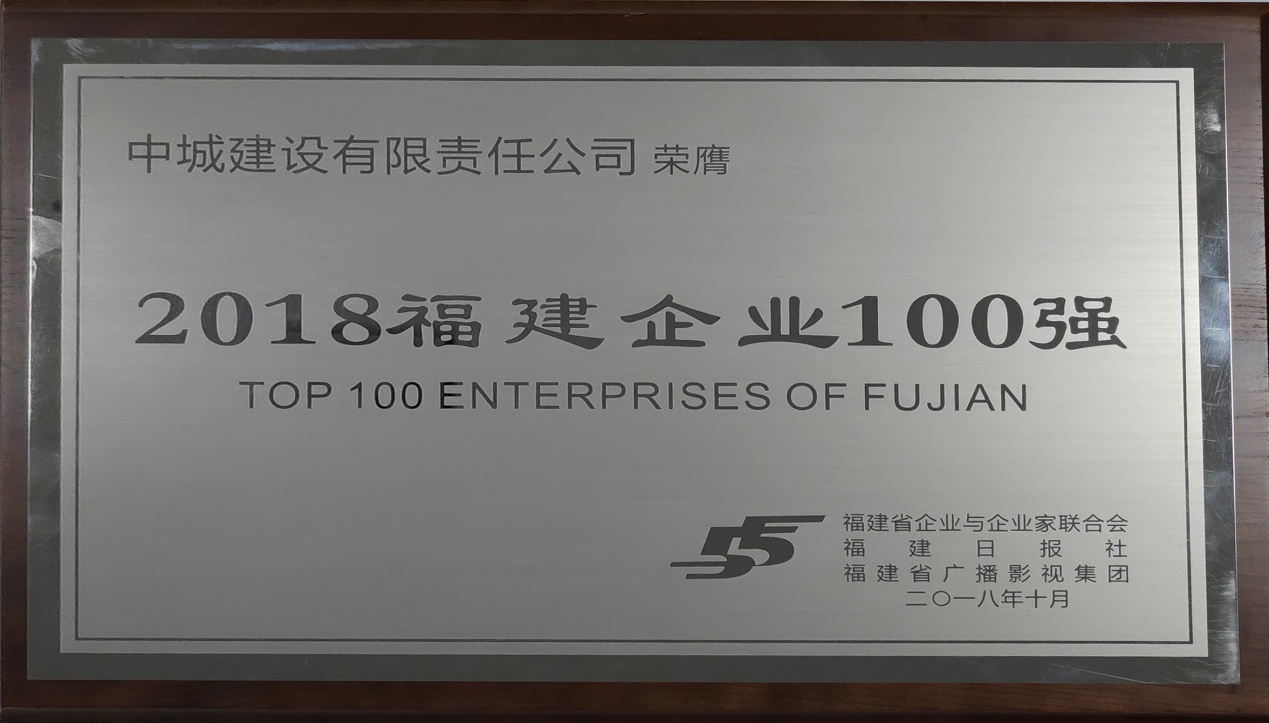 中城建设有限责任公司 荣膺
2018福建企业100强
TOP 100 ENTERPRISES OF FUJIAN
55
福建省企业与企业家联合会
福建日报社
福建省广播影视集团
二〇一八年十月